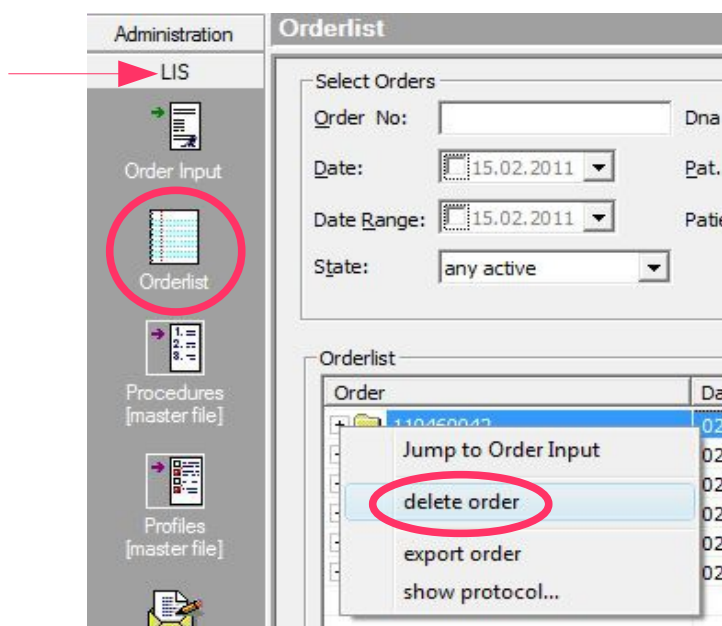 Administration
LIS
Order Input
Orderlist
Procedures
[master file]
Profiles
[master file]
Orderlist
Select Orders
Order No:
Dna
Date:
15.02.2011
Pat.
Date Range:
15.02.2011
Patie
State:
any active
Orderlist
Order
Da
110460042
02
Jump to Order Input
02
02
delete order
02
export order
02
show protocol...
02